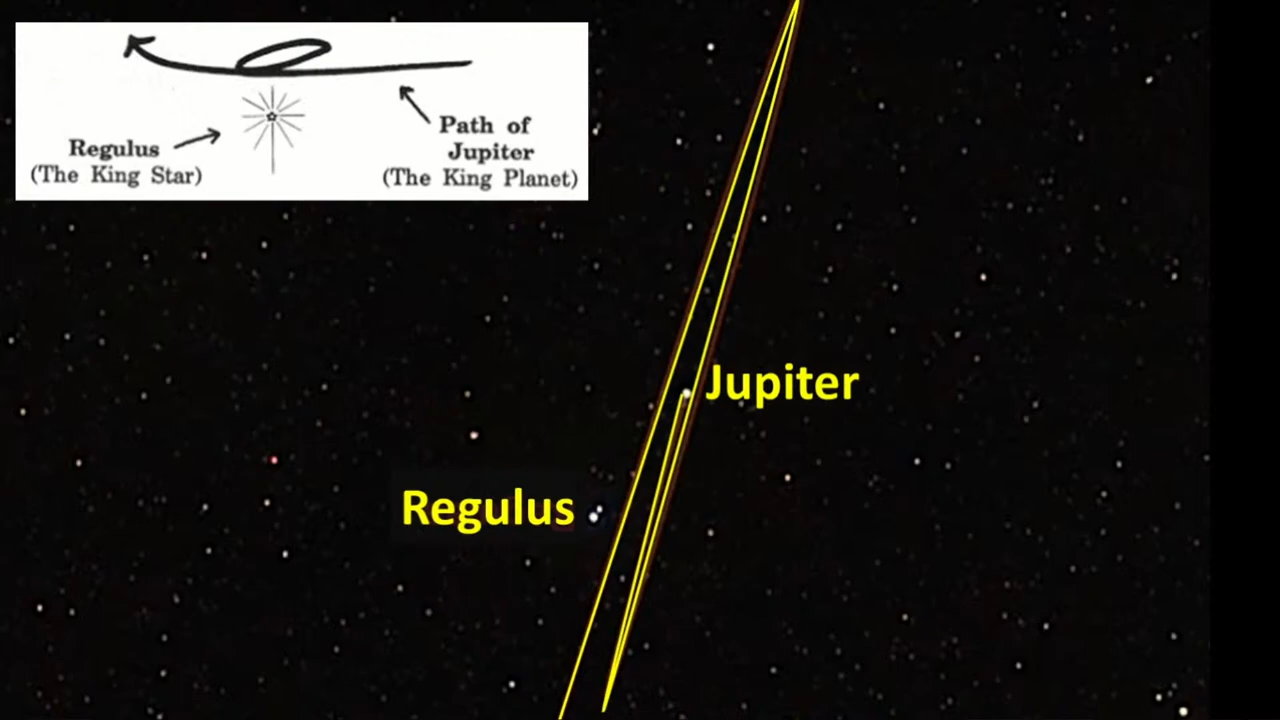 Regulus
(The King Star)
Path of
Jupiter
(The King Planet)
Jupiter
Regulus